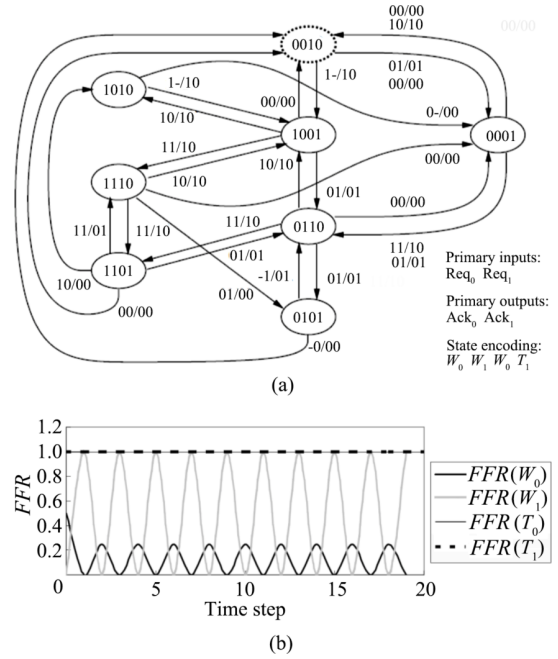 (a)
00/00
10/10
00/00
0010
01/01
00/00
1-/10
1010
1-/10
00/00
10/10
1001
0-/00
0001
11/10
10/10
00/00
1110
10/10
01/01
11/10
0110
00/00
11/01
11/10
01/01
11/10
01/01
1101
-1/01
01/01
10/00
01/00
00/00
0101
-0/00
Primary inputs:
Req0 Req1
Primary outputs:
Ack0 Ack1
State encoding:
W0 W1 W0 T1
(a)
(b)
1.2
1.0
0.8
0.6
0.4
0.2
FFR
0
5
10
15
20
Time step
FFR(W0)
FFR(W1)
FFR(T0)
FFR(T1)
(b)